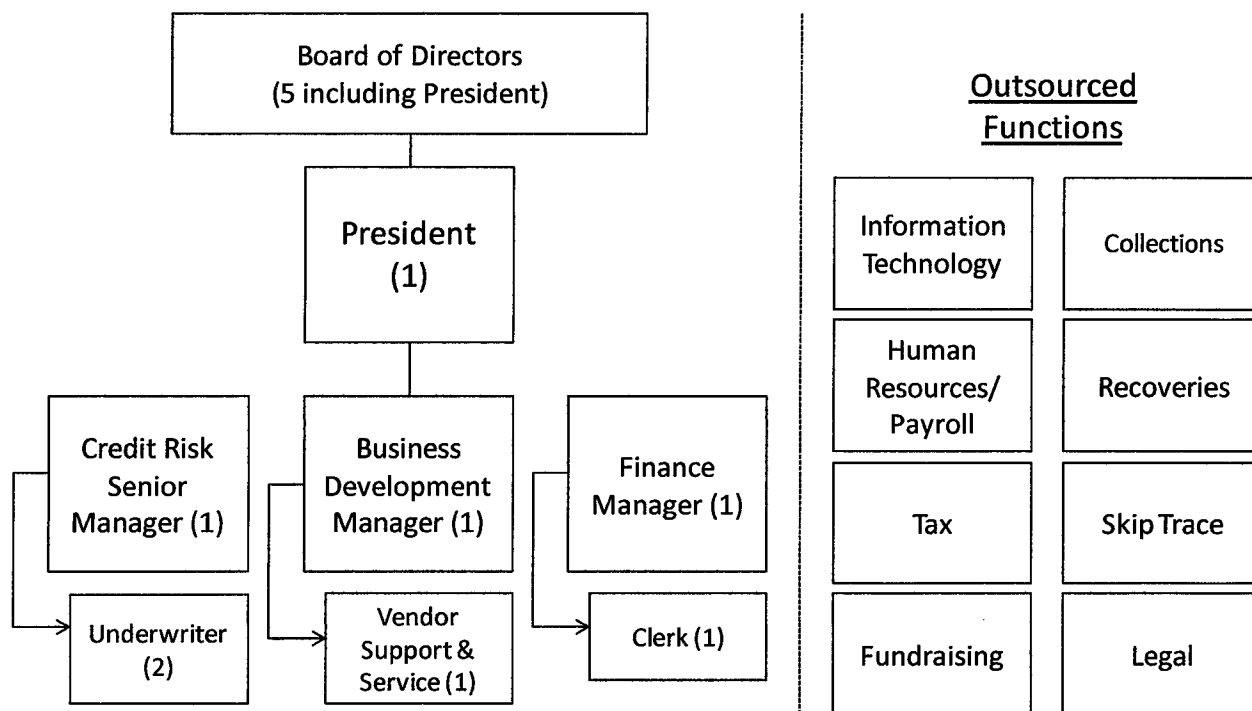 Board of Directors
(5 including President)
President
(1)
Credit Risk
Senior
Manager (1)
Business
Development
Manager (1)
Finance
Manager (1)
Underwriter
(2)
Vendor
Support &
Service (1)
Clerk (1)
Outsourced
Functions
Information
Technology
Collections
Human
Resources/
Payroll
Recoveries
Tax
Skip Trace
Fundraising
Legal